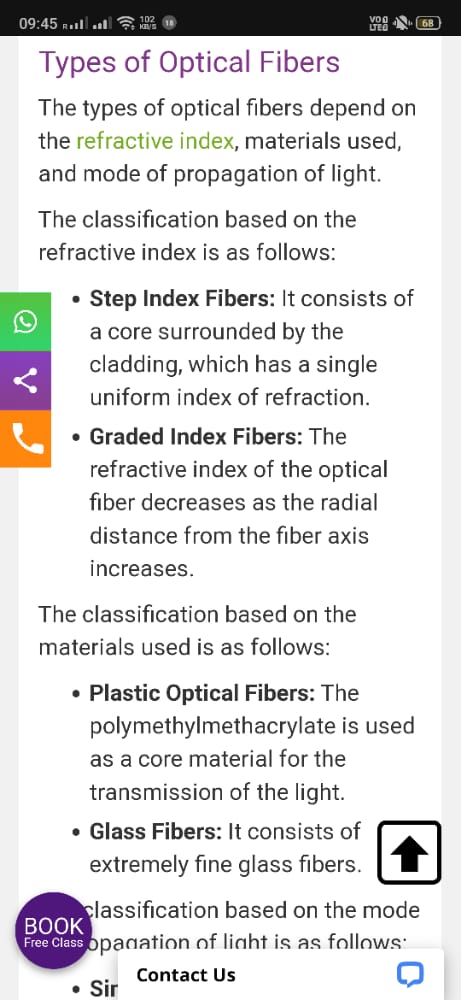 09:45 R 102 KB/S 18 VO LTE2 68
Types of Optical Fibers
The types of optical fibers depend on
the refractive index, materials used,
and mode of propagation of light.
The classification based on the
refractive index is as follows:
• Step Index Fibers: It consists of
a core surrounded by the
cladding, which has a single
uniform index of refraction.
• Graded Index Fibers: The
refractive index of the optical
fiber decreases as the radial
distance from the fiber axis
increases.
The classification based on the
materials used is as follows:
• Plastic Optical Fibers: The
polymethylmethacrylate is used
as a core material for the
transmission of the light.
• Glass Fibers: It consists of
extremely fine glass fibers.
classification based on the mode
opagation of light is as follows:
BOOK
Free Class
• Sin
Contact Us